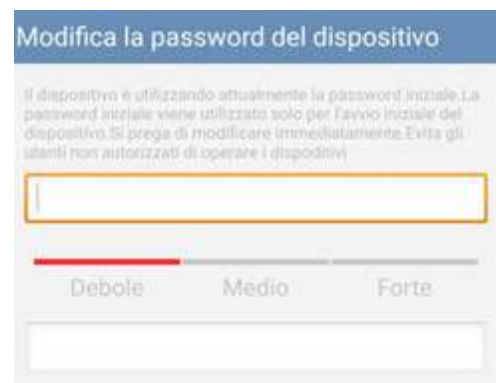 Modifica la password del dispositivo
Il dispositivo è utilizzando attualmente la password iniziale.La
password iniziale viene utilizzato solo per l'avvio iniziale del
dispositivo.Si prega di modificare immediatamente.Evita gli
utenti non autorizzati di operare i dispoditivi
Debole Medio Forte